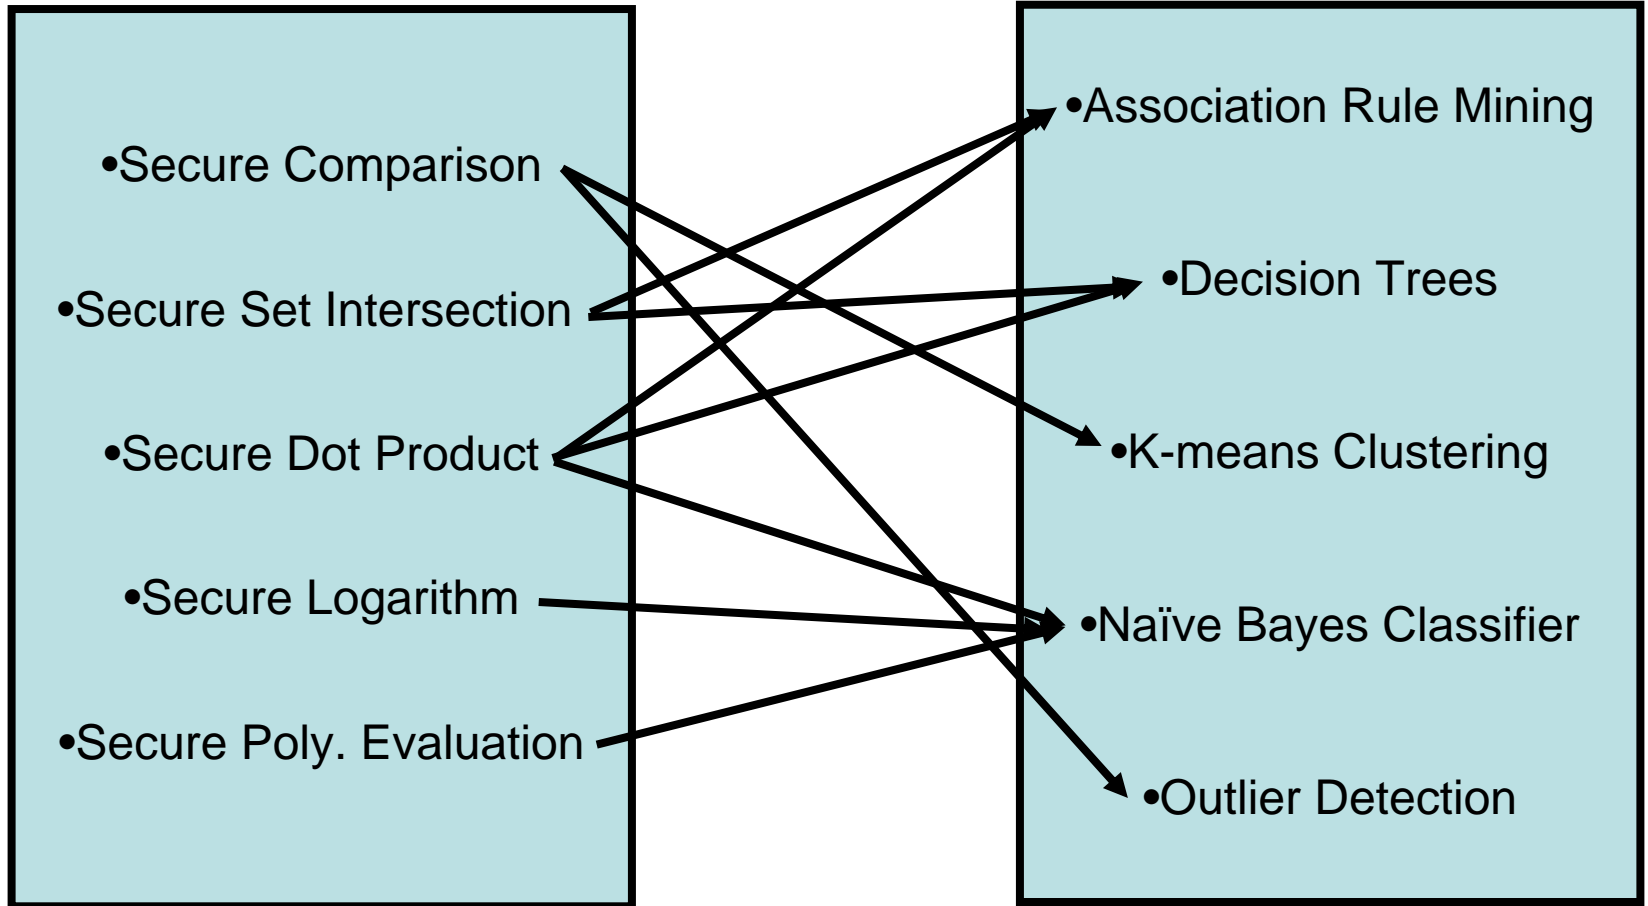 •Secure Comparison
•Secure Set Intersection
•Secure Dot Product
•Secure Logarithm
•Secure Poly. Evaluation
•Association Rule Mining
•Decision Trees
•K-means Clustering
•Naïve Bayes Classifier
•Outlier Detection